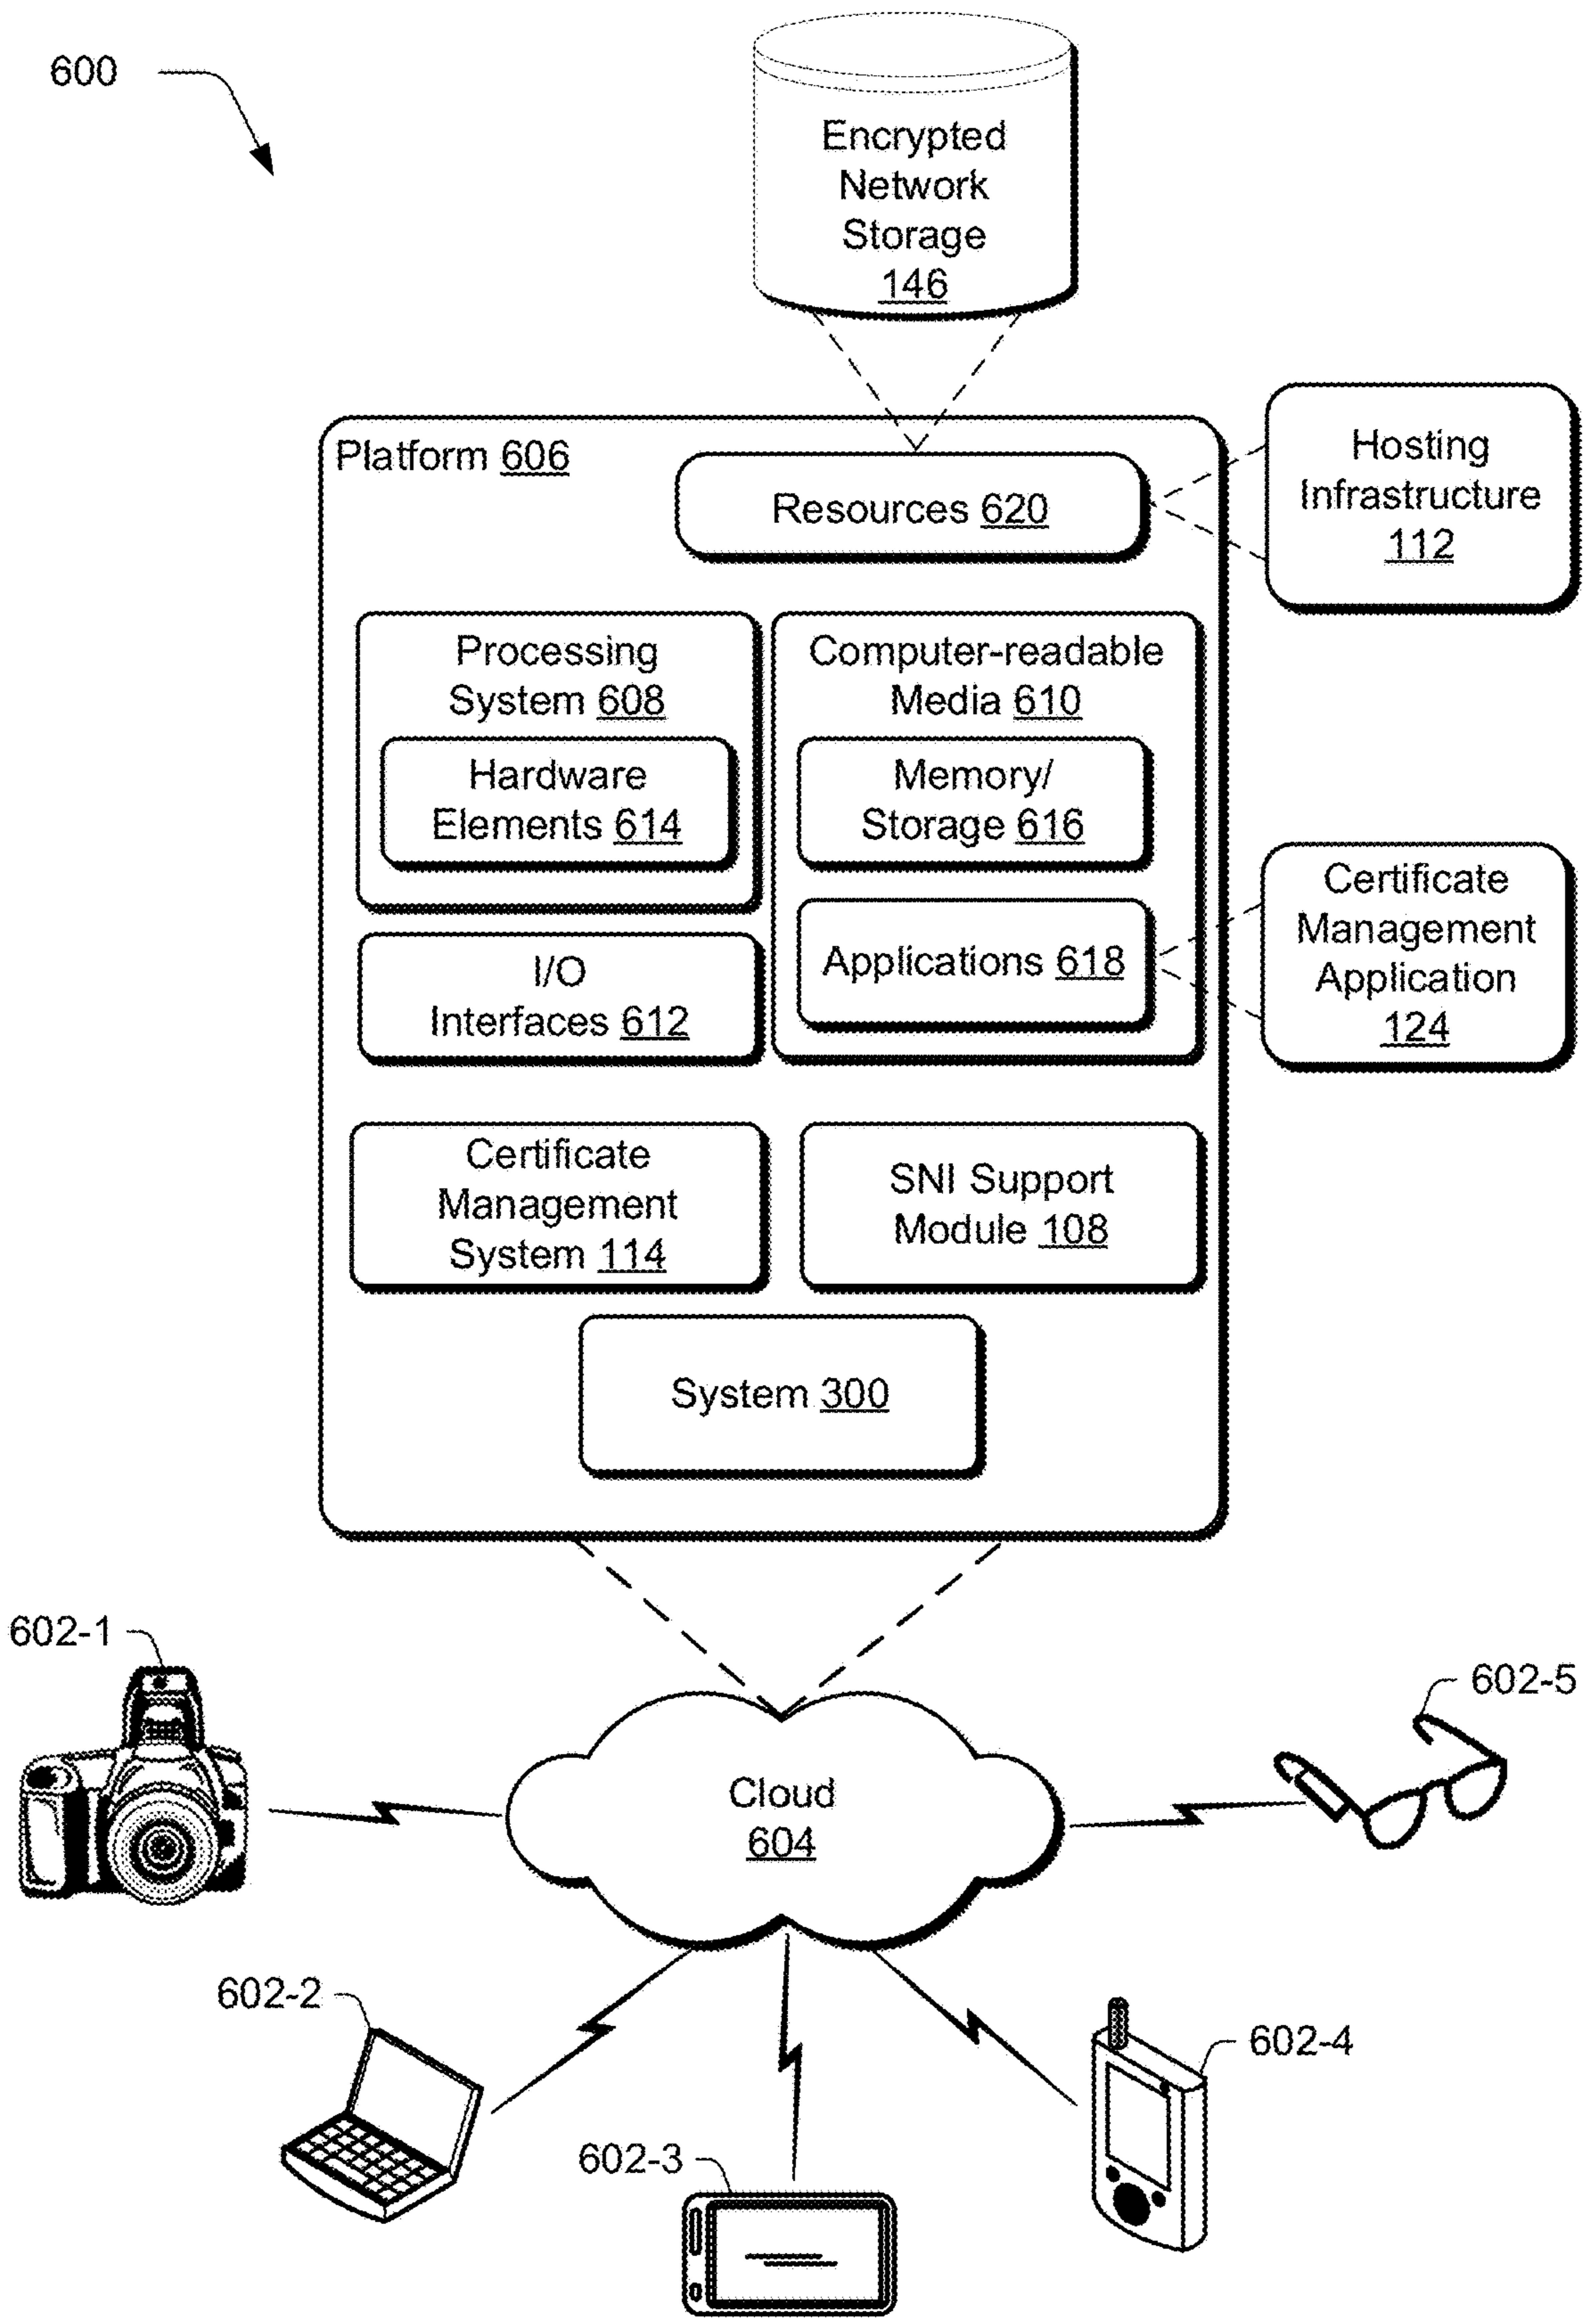 600
Encrypted
Network
Storage
146
Platform 606
Resources 620
Hosting
Infrastructure
112
Processing
System 608
Hardware
Elements 614
Computer-readable
Media 610
Memory/
Storage 616
Applications 618
Certificate
Management
Application
124
I/O
Interfaces 612
Certificate
Management
System 114
SNI Support
Module 108
System 300
602-1
602-5
Cloud
604
602-2
602-4
602-3